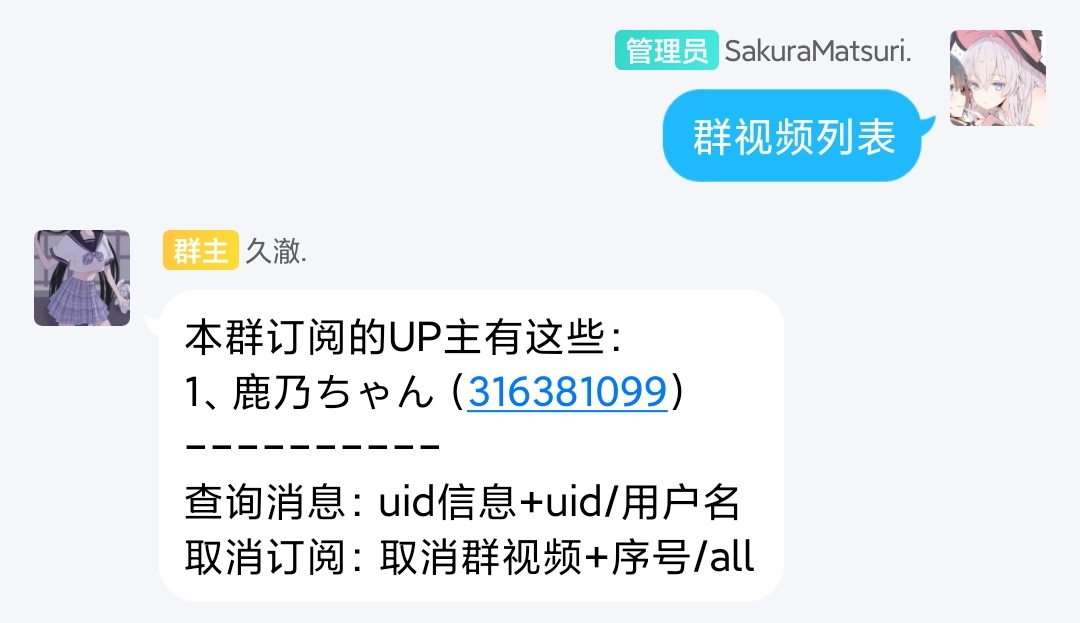 管理员 SakuraMatsuri.
群视频列表
群主 久澈.
本群订阅的UP主有这些：
1、鹿乃ちゃん（316381099）
----------
查询消息：uid信息+uid/用户名
取消订阅：取消群视频+序号/all